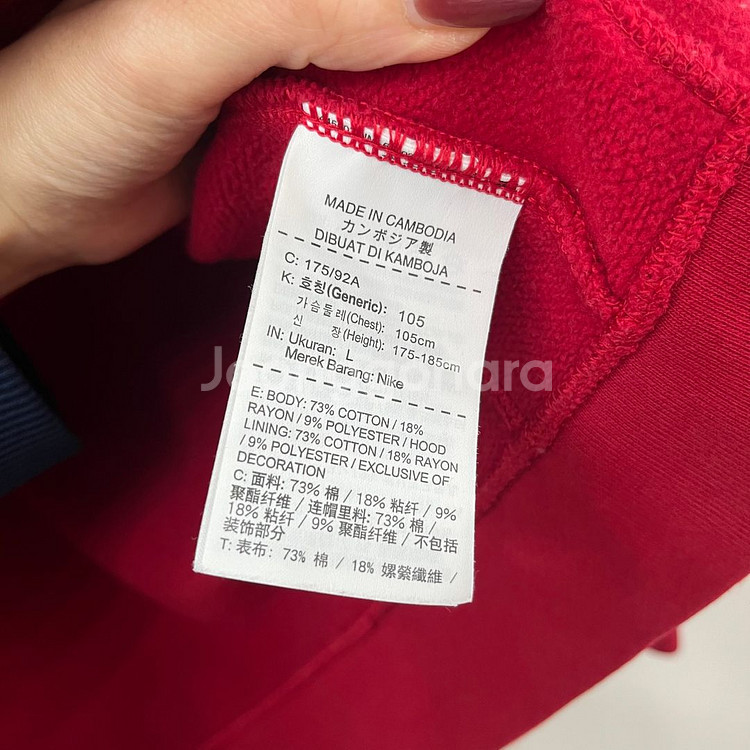 MADE IN CAMBODIA
カンボジア製
DIBUAT DI KAMBOJA
C: 175/92A
K: 호칭(Generic): 105
가슴둘레(Chest): 105cm
신 장(Height): 175-185cm
IN: Ukuran: L
Merek Barang: Nike
E: BODY: 73% COTTON / 18%
RAYON / 9% POLYESTER / HOOD
LINING: 73% COTTON / 18% RAYON
/ 9% POLYESTER / EXCLUSIVE OF
DECORATION
C: 面料: 73% 棉 / 18% 粘纤 / 9%
聚酯纤维 / 连帽里料: 73% 棉 /
18% 粘纤 / 9% 聚酯纤维 / 不包括
装饰部分
T: 表布: 73% 棉 / 18% 嫘縈纖維 /